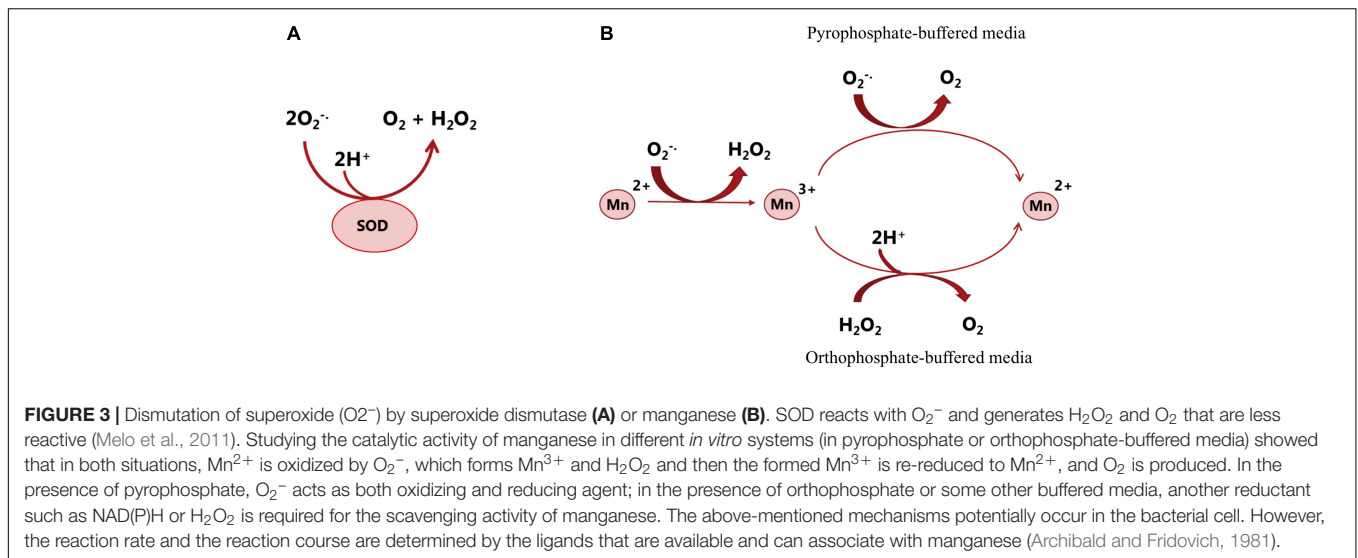 A
B
Pyrophosphate-buffered media
O₂⁻· O₂
2O₂⁻· O₂ + H₂O₂
2H⁺
SOD
O₂⁻· H₂O₂
Mn 2+
Mn 3+
Mn 2+
2H⁺
H₂O₂ O₂
Orthophosphate-buffered media
FIGURE 3 | Dismutation of superoxide (O2⁻) by superoxide dismutase (A) or manganese (B). SOD reacts with O₂⁻ and generates H₂O₂ and O₂ that are less
reactive (Melo et al., 2011). Studying the catalytic activity of manganese in different in vitro systems (in pyrophosphate or orthophosphate-buffered media) showed
that in both situations, Mn²⁺ is oxidized by O₂⁻, which forms Mn³⁺ and H₂O₂ and then the formed Mn³⁺ is re-reduced to Mn²⁺, and O₂ is produced. In the
presence of pyrophosphate, O₂⁻ acts as both oxidizing and reducing agent; in the presence of orthophosphate or some other buffered media, another reductant
such as NAD(P)H or H₂O₂ is required for the scavenging activity of manganese. The above-mentioned mechanisms potentially occur in the bacterial cell. However,
the reaction rate and the reaction course are determined by the ligands that are available and can associate with manganese (Archibald and Fridovich, 1981).